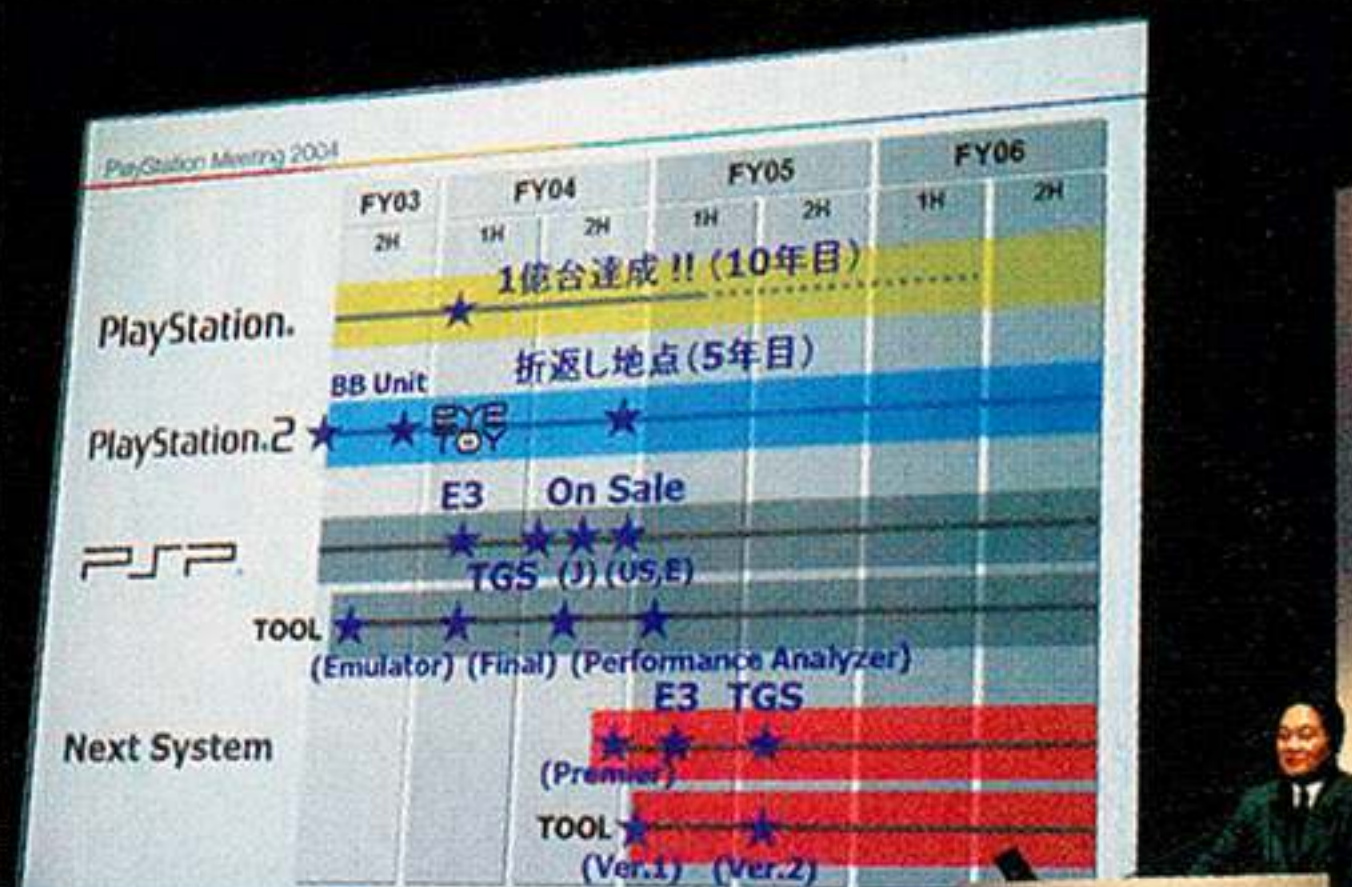 PlayStation Meeting 2004
FY03 FY04 FY05 FY06
2H 1H 2H 1H 2H 1H 2H
1億台達成!! (10年目)
PlayStation.
折返し地点(5年目)
BB Unit
PlayStation.2
EYE
TOY
E3 On Sale
PSP
TGS (J) (US,E)
TOOL
(Emulator) (Final) (Performance Analyzer)
E3 TGS
Next System
(Premier)
TOOL
(Ver.1) (Ver.2)